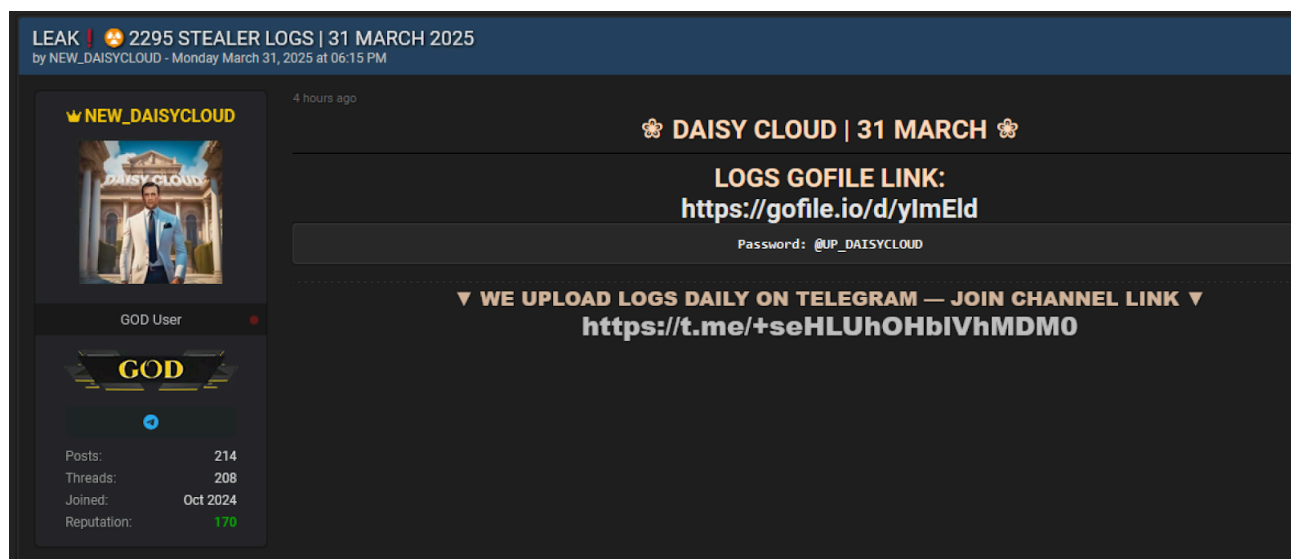 LEAK❗ ☢ 2295 STEALER LOGS | 31 MARCH 2025
by NEW_DAISYCLOUD - Monday March 31, 2025 at 06:15 PM
NEW_DAISYCLOUD
DAISY CLOUD
GOD User
GOD
Posts: 214
Threads: 208
Joined: Oct 2024
Reputation: 170
4 hours ago
❀ DAISY CLOUD | 31 MARCH ❀
LOGS GOFILE LINK:
https://gofile.io/d/yImEld
Password: @UP_DAISYCLOUD
▼ WE UPLOAD LOGS DAILY ON TELEGRAM — JOIN CHANNEL LINK ▼
https://t.me/+seHLUhOHblVhMDM0